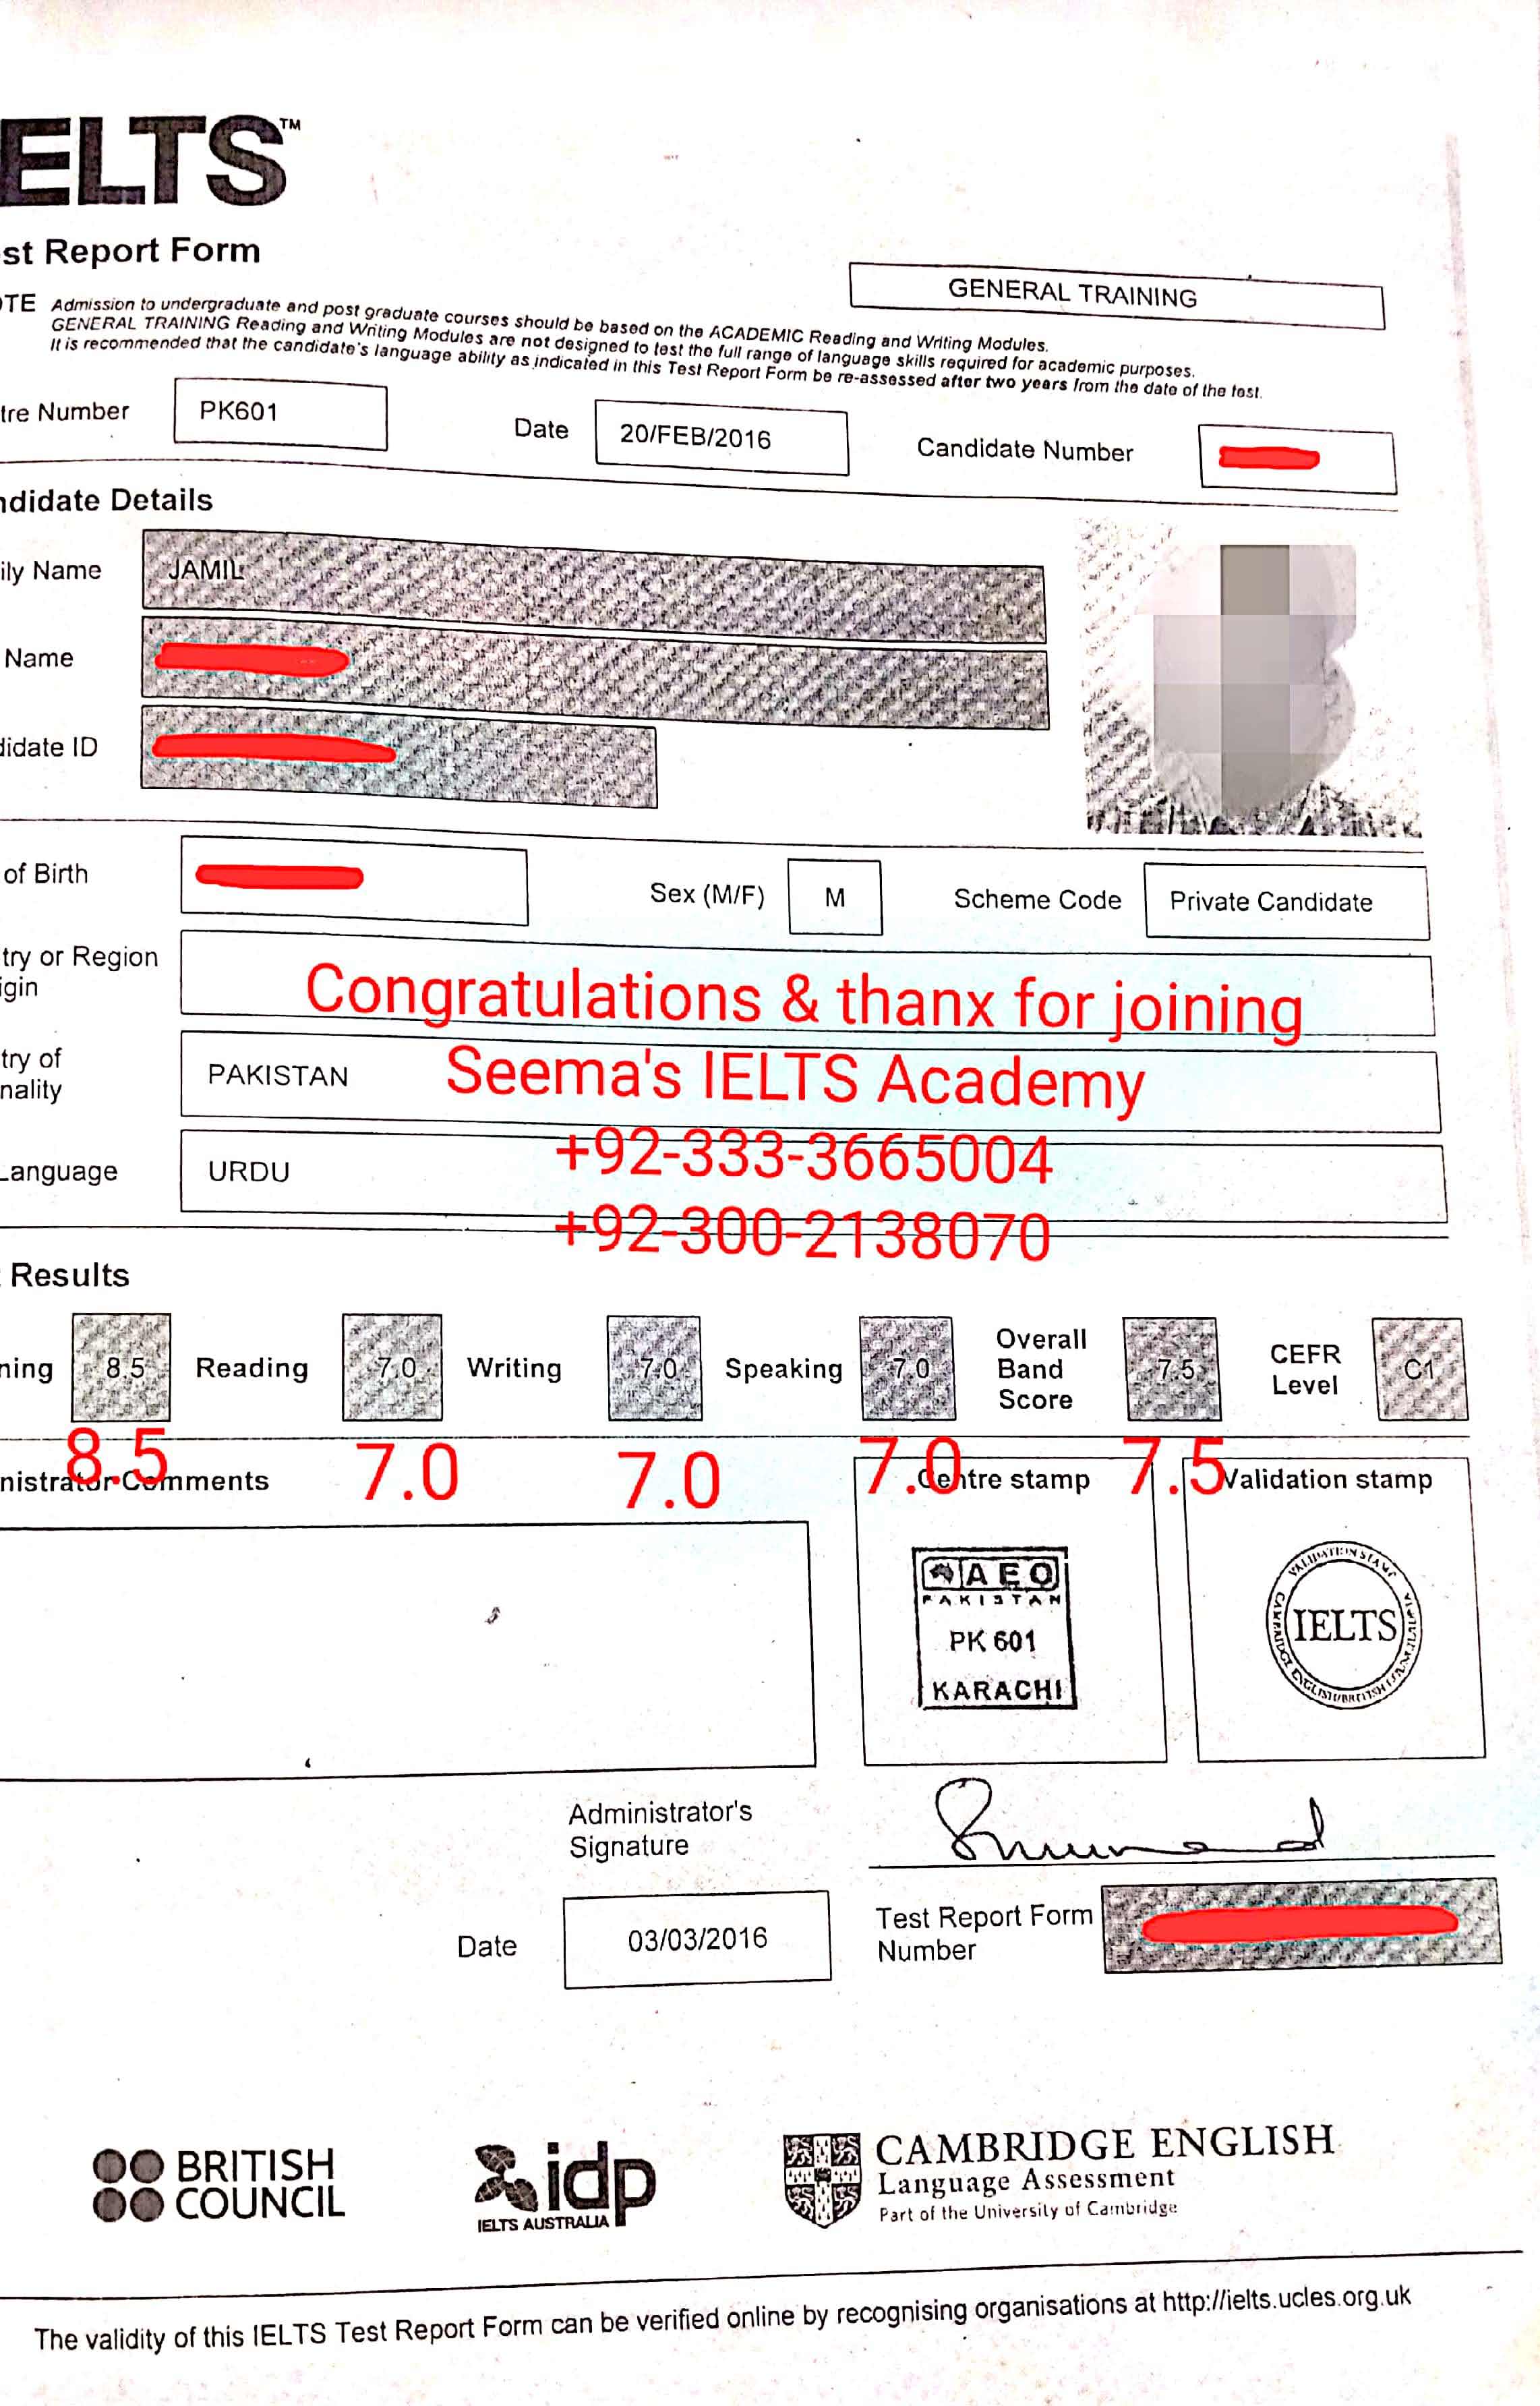 ELTS™
st Report Form
GENERAL TRAINING
OTE Admission to undergraduate and post graduate courses should be based on the ACADEMIC Reading and Writing Modules.
GENERAL TRAINING Reading and Writing Modules are not designed to test the full range of language skills required for academic purposes.
It is recommended that the candidate's language ability as indicated in this Test Report Form be re-assessed after two years from the date of the test.
tre Number PK601 Date 20/FEB/2016 Candidate Number
ndidate Details
ily Name JAMIL
Name
didate ID
of Birth Sex (M/F) M Scheme Code Private Candidate
try or Region
igin
Congratulations & thanx for joining
try of
nality
PAKISTAN Seema's IELTS Academy
+92-333-3665004
Language URDU
+92-300-2138070
Results
ning 8.5 Reading 7.0 Writing 7.0 Speaking 7.0 Overall Band Score 7.5 CEFR Level C1
8.5 7.0 7.0 7.0 7.5
nistrator Comments Centre stamp Validation stamp
AEO
PAKISTAN
PK 601
KARACHI
VALIDATION STAMP
IELTS
Administrator's
Signature
Date 03/03/2016
Test Report Form
Number
BRITISH
COUNCIL
idp
IELTS AUSTRALIA
CAMBRIDGE ENGLISH
Language Assessment
Part of the University of Cambridge
The validity of this IELTS Test Report Form can be verified online by recognising organisations at http://ielts.ucles.org.uk